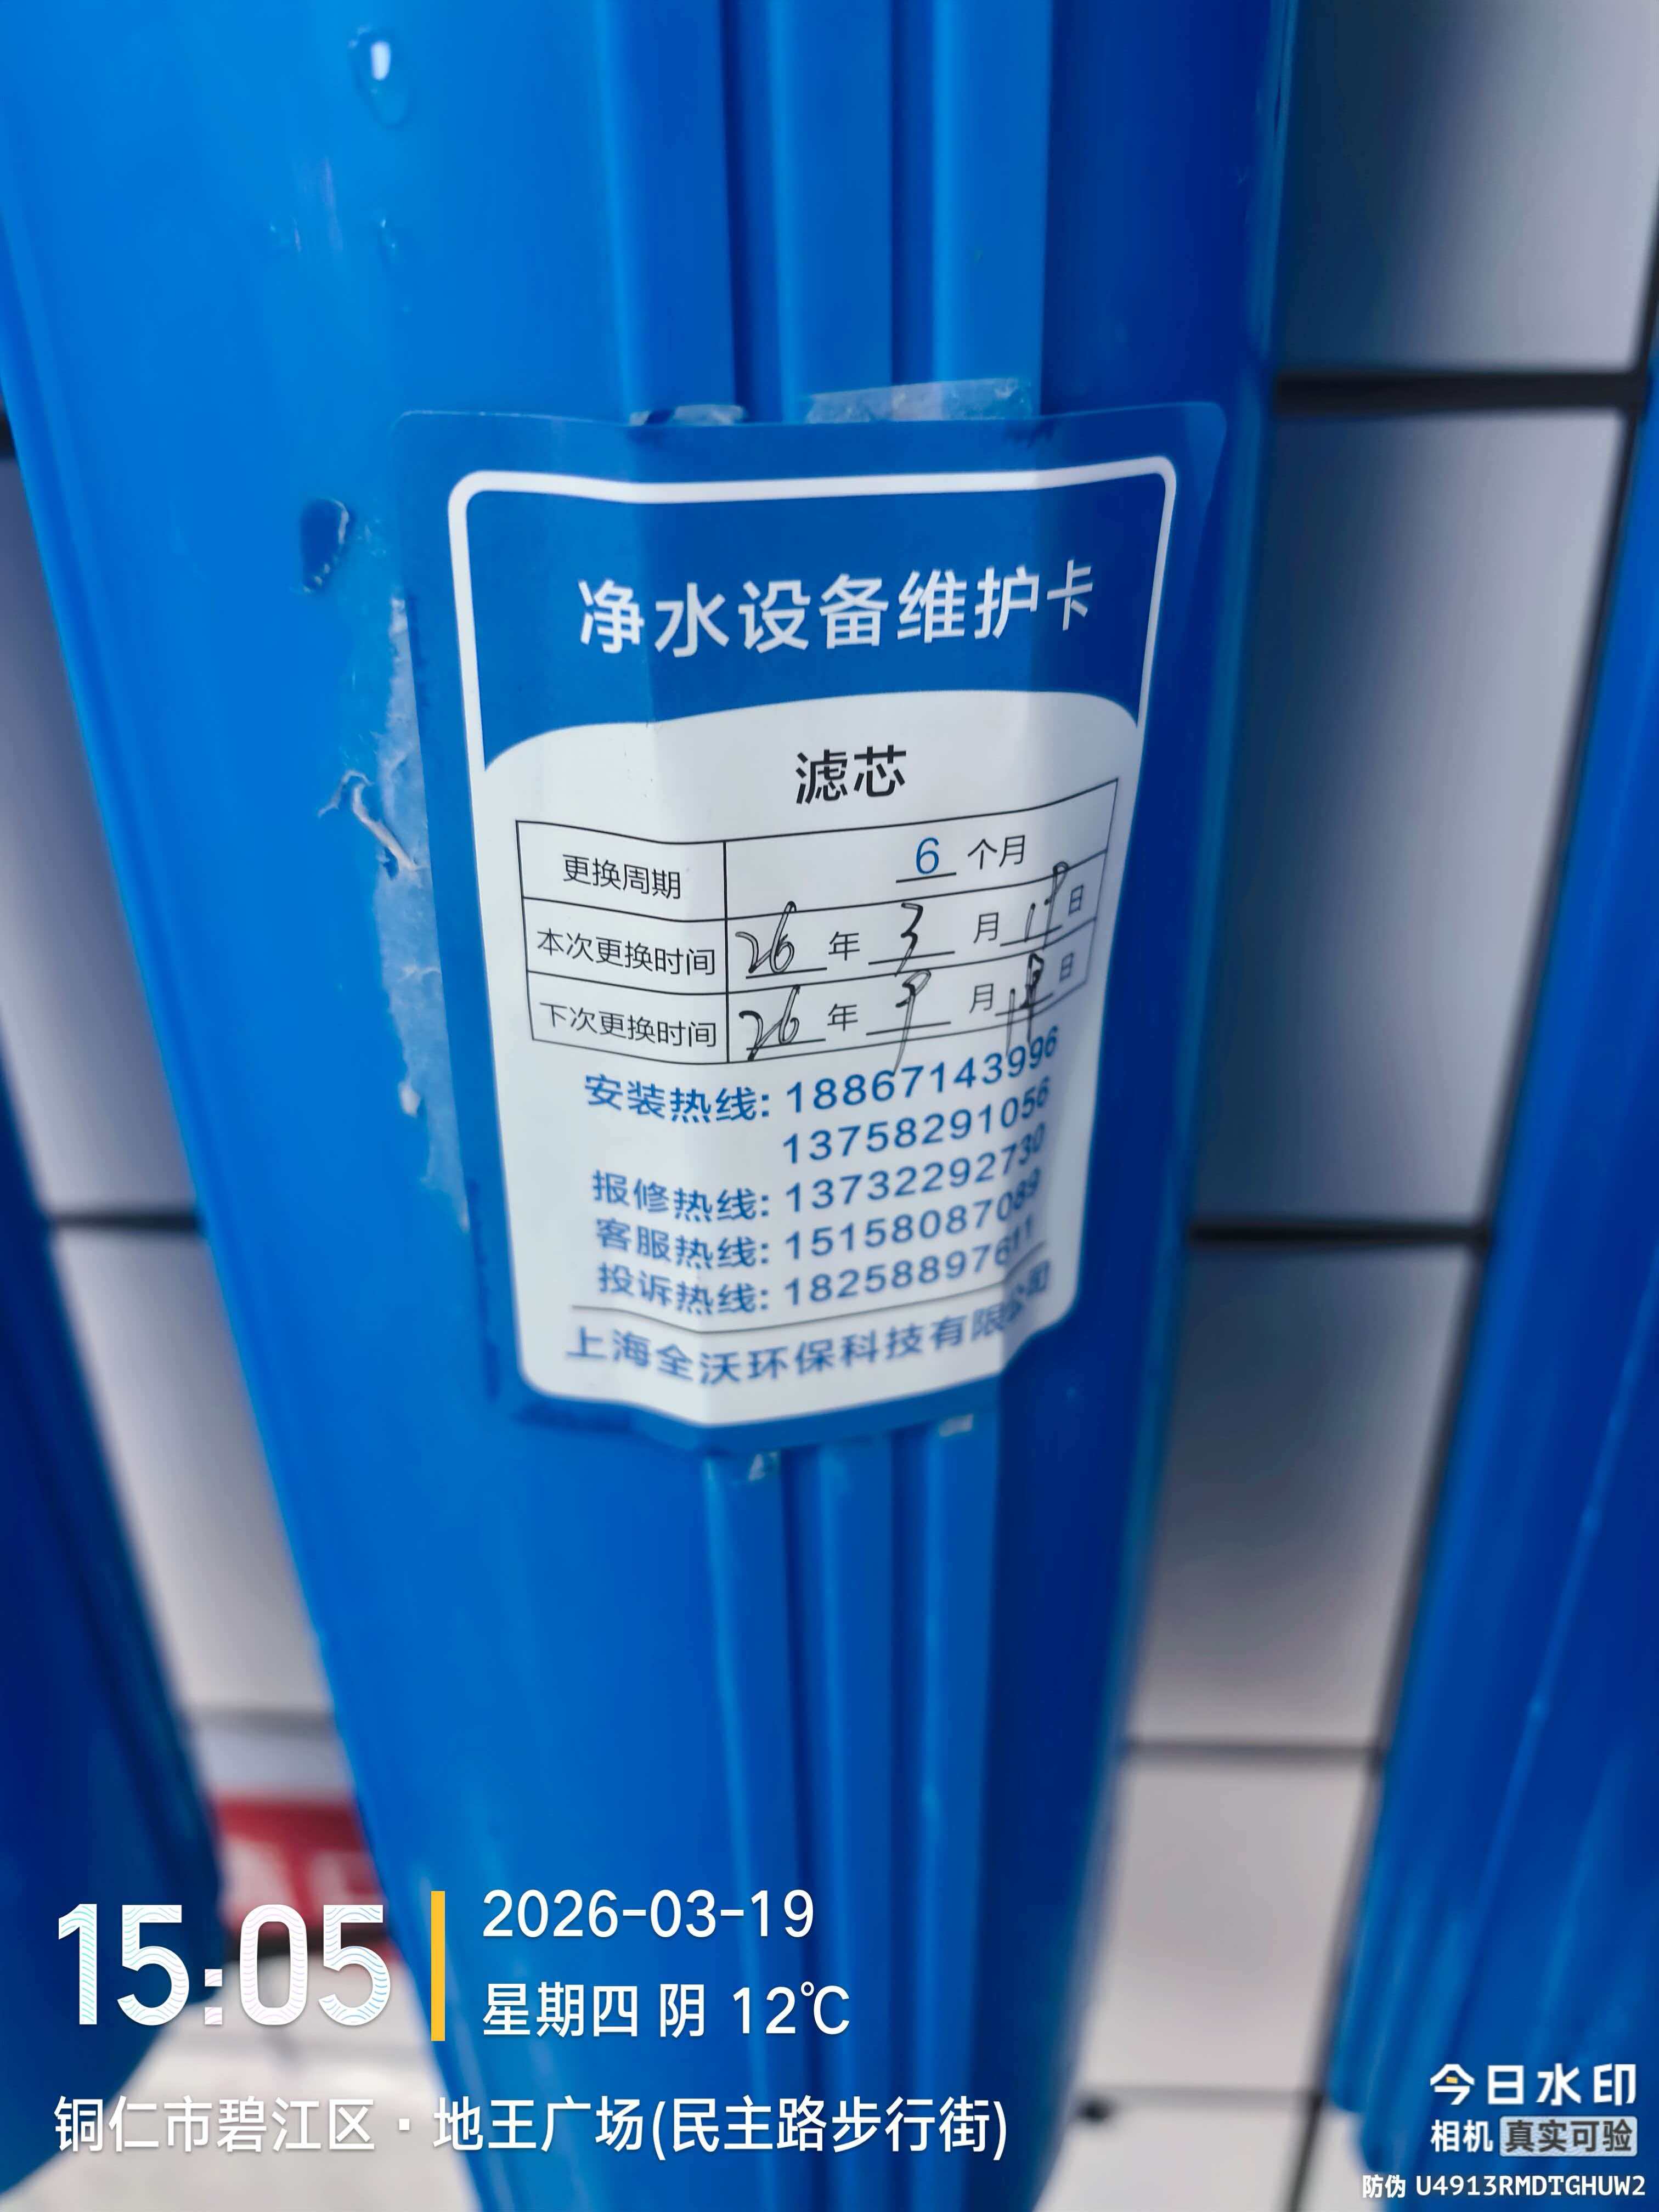 净水设备维护卡
滤芯
更换周期 6 个月
本次更换时间 26 年 3 月 19 日
下次更换时间 26 年 9 月 19 日
安装热线: 18867143996
13758291056
报修热线: 13732292730
客服热线: 15158087089
投诉热线: 18258897611
上海全沃环保科技有限公司
15:05
2026-03-19
星期四 阴 12℃
铜仁市碧江区·地王广场(民主路步行街)
今日水印
相机 真实可验
防伪 U4913RMDTGHUW2